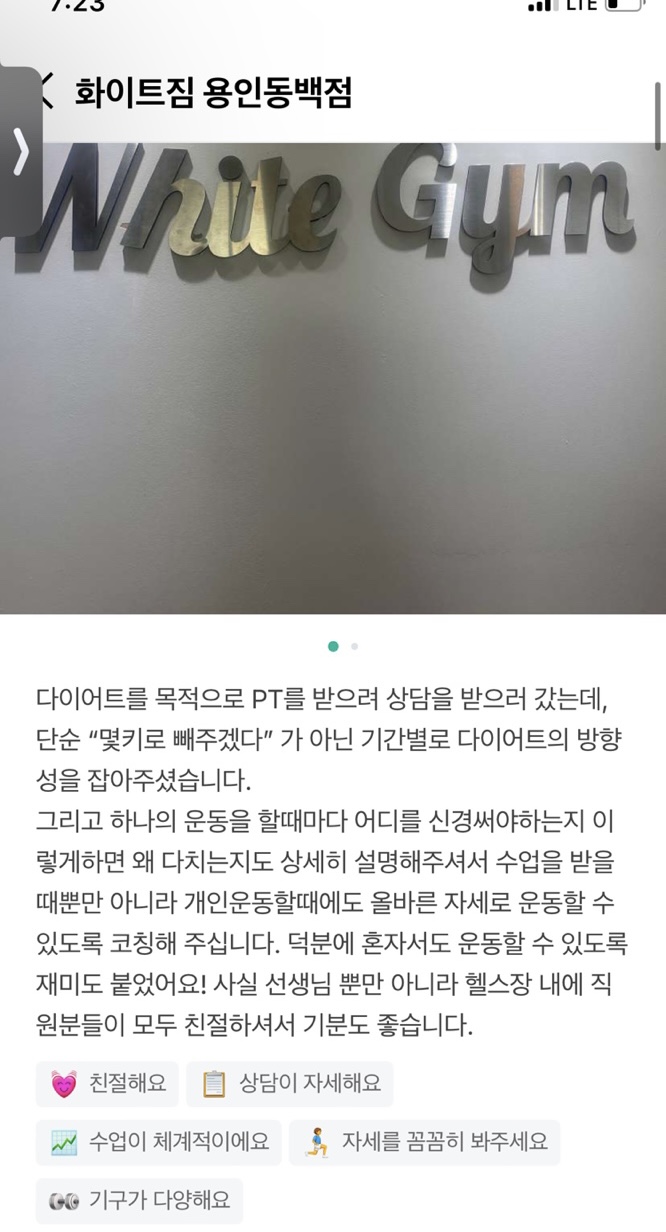 7:23
LTE
화이트짐 용인동백점
White Gym
다이어트를 목적으로 PT를 받으려 상담을 받으러 갔는데,
단순 “몇키로 빼주겠다” 가 아닌 기간별로 다이어트의 방향
성을 잡아주셨습니다.
그리고 하나의 운동을 할때마다 어디를 신경써야하는지 이
렇게하면 왜 다치는지도 상세히 설명해주셔서 수업을 받을
때뿐만 아니라 개인운동할때에도 올바른 자세로 운동할 수
있도록 코칭해 주십니다. 덕분에 혼자서도 운동할 수 있도록
재미도 붙었어요! 사실 선생님 뿐만 아니라 헬스장 내에 직
원분들이 모두 친절하셔서 기분도 좋습니다.
친절해요
상담이 자세해요
수업이 체계적이에요
자세를 꼼꼼히 봐주세요
기구가 다양해요